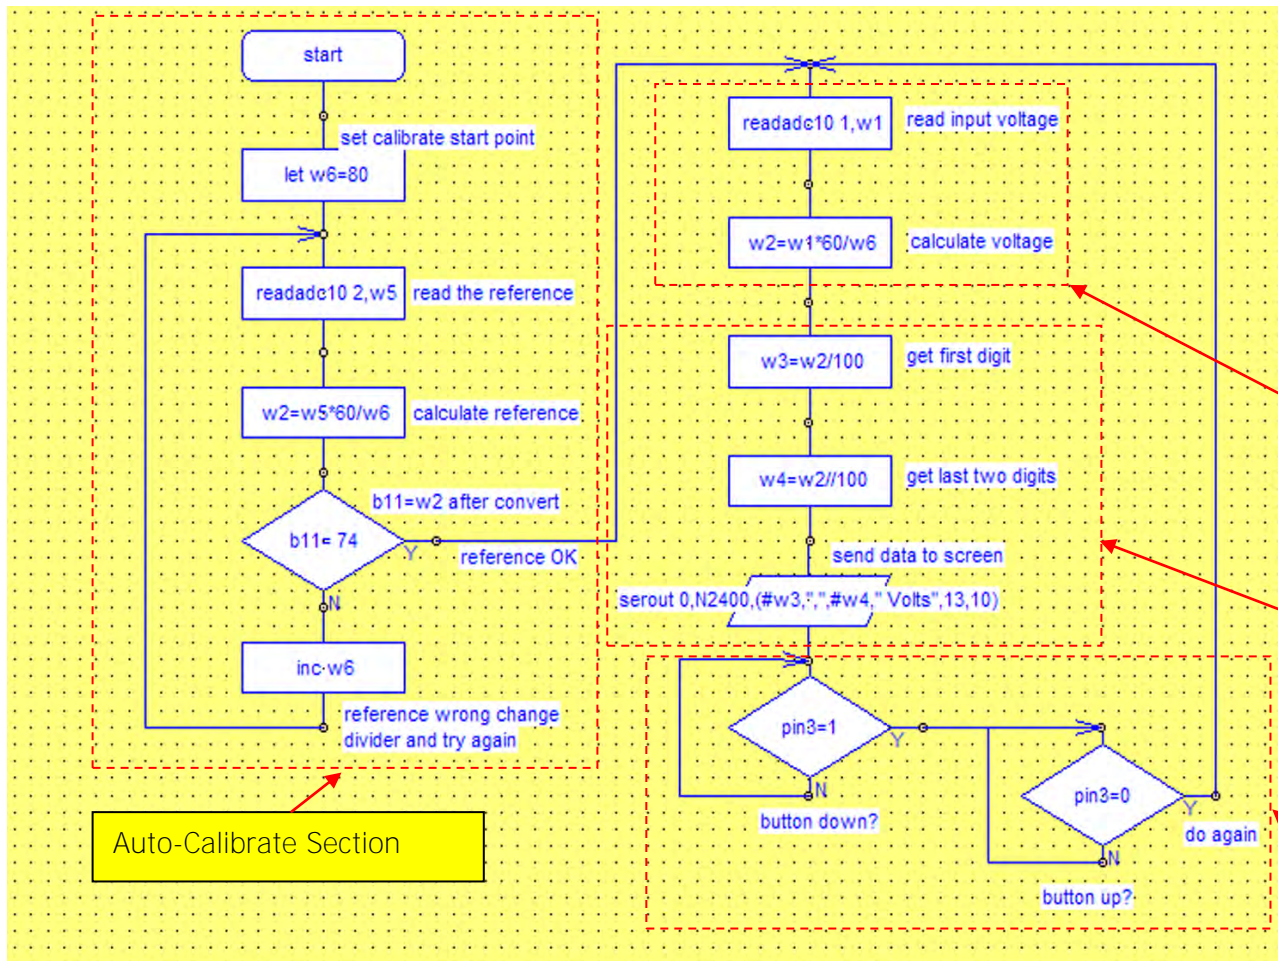 start
set calibrate start point
let w6=80
readadc10 2,w5
read the reference
w2=w5*60/w6
calculate reference
b11=w2 after convert
b11= 74
Y
reference OK
N
inc w6
reference wrong change
divider and try again
Auto-Calibrate Section
readadc10 1,w1
read input voltage
w2=w1*60/w6
calculate voltage
w3=w2/100
get first digit
w4=w2//100
get last two digits
send data to screen
serout 0,N2400,(#w3,",",#w4," Volts",13,10)
pin3=1
Y
N
button down?
pin3=0
Y
do again
N
button up?